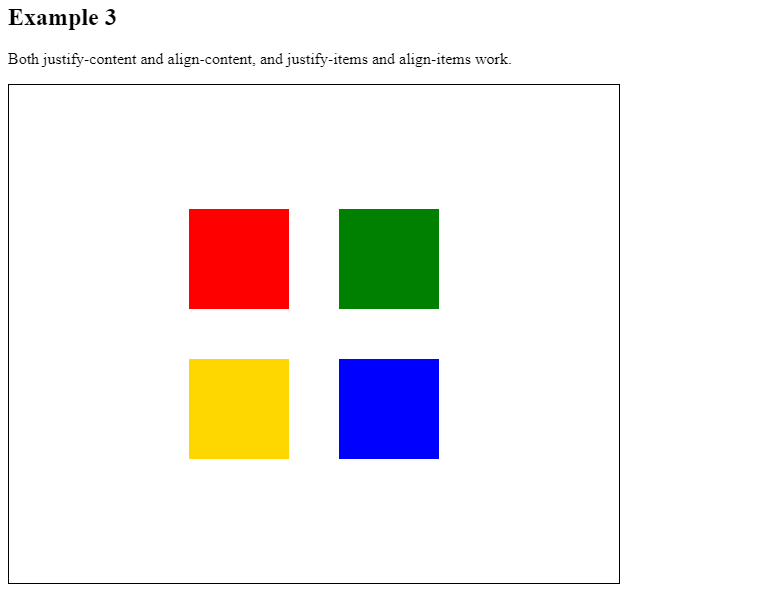 Example 3
Both justify-content and align-content, and justify-items and align-items work.